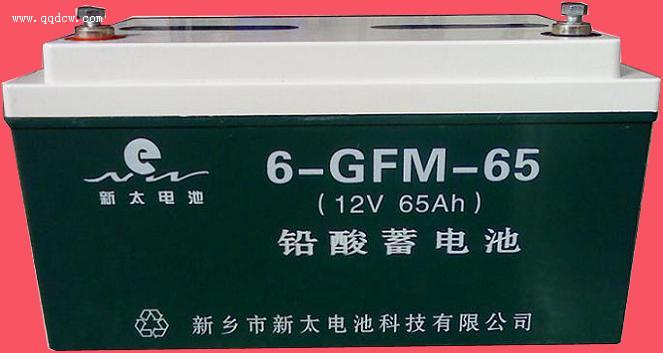 www.qqdcw.com
新太电池
6-GFM-65
(12V 65Ah)
铅酸蓄电池
新乡市新太电池科技有限公司